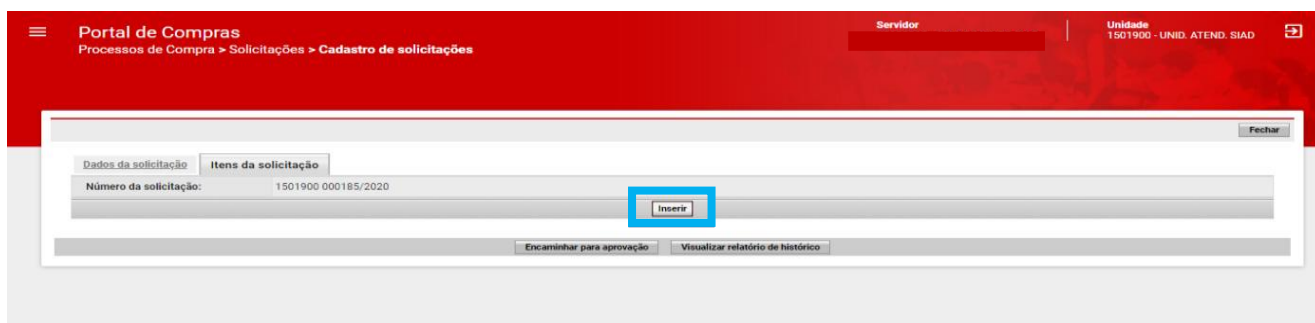 Portal de Compras
Processos de Compra > Solicitações > Cadastro de solicitações
Servidor
Unidade
1501900 - UNID. ATEND. SIAD
Fechar
Dados da solicitação Itens da solicitação
Número da solicitação: 1501900 000185/2020
Inserir
Encaminhar para aprovação Visualizar relatório de histórico